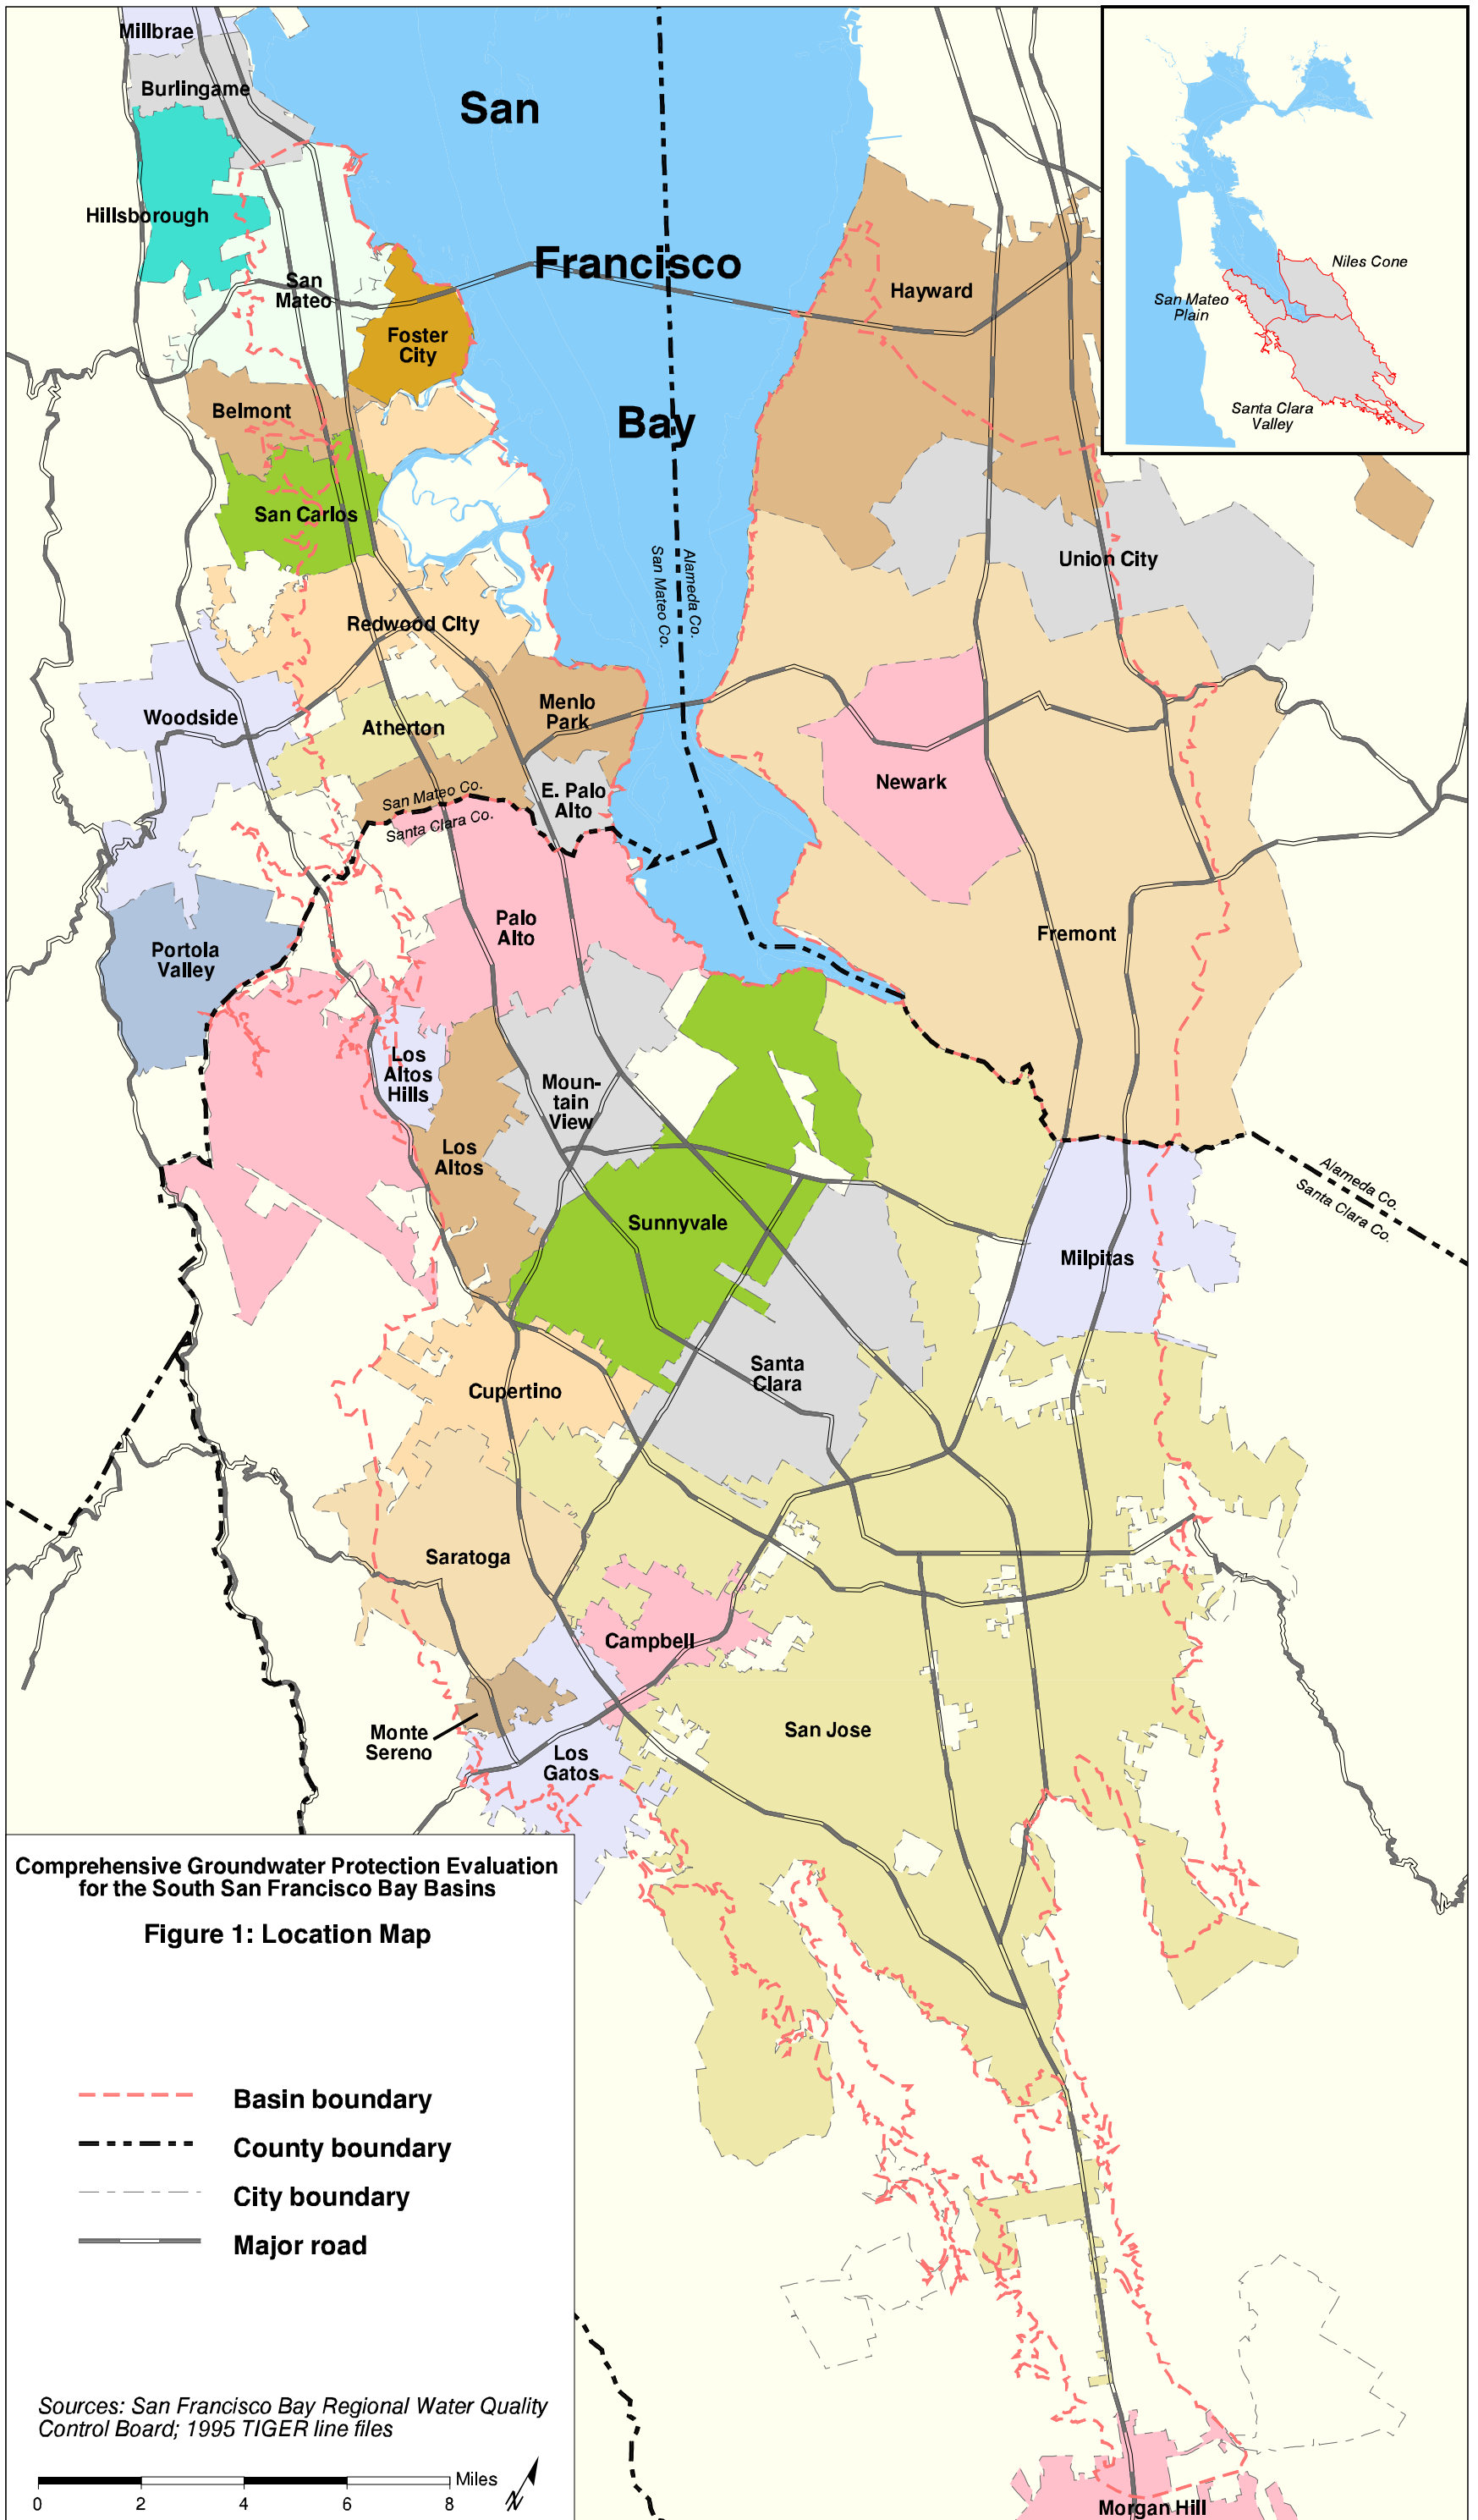 Millbrae
Burlingame
San
Hillsborough
Francisco
San
Mateo
Hayward
Foster
City
Belmont
Bay
San Carlos
Union City
Alameda Co.
San Mateo Co.
Redwood CIty
Woodside
Atherton
Menlo
Park
Newark
E. Palo
Alto
San Mateo Co.
Santa Clara Co.
Palo
Alto
Fremont
Portola
Valley
Los
Altos
Hills
Moun-
tain
View
Los
Altos
Sunnyvale
Milpitas
Alameda Co.
Santa Clara Co.
Santa
Clara
Cupertino
Saratoga
Campbell
San Jose
Monte
Sereno
Los
Gatos
Morgan Hill
Niles Cone
San Mateo
Plain
Santa Clara
Valley
Comprehensive Groundwater Protection Evaluation
for the South San Francisco Bay Basins
Figure 1: Location Map
Basin boundary
County boundary
City boundary
Major road
Sources: San Francisco Bay Regional Water Quality
Control Board; 1995 TIGER line files
Miles
0 2 4 6 8
N